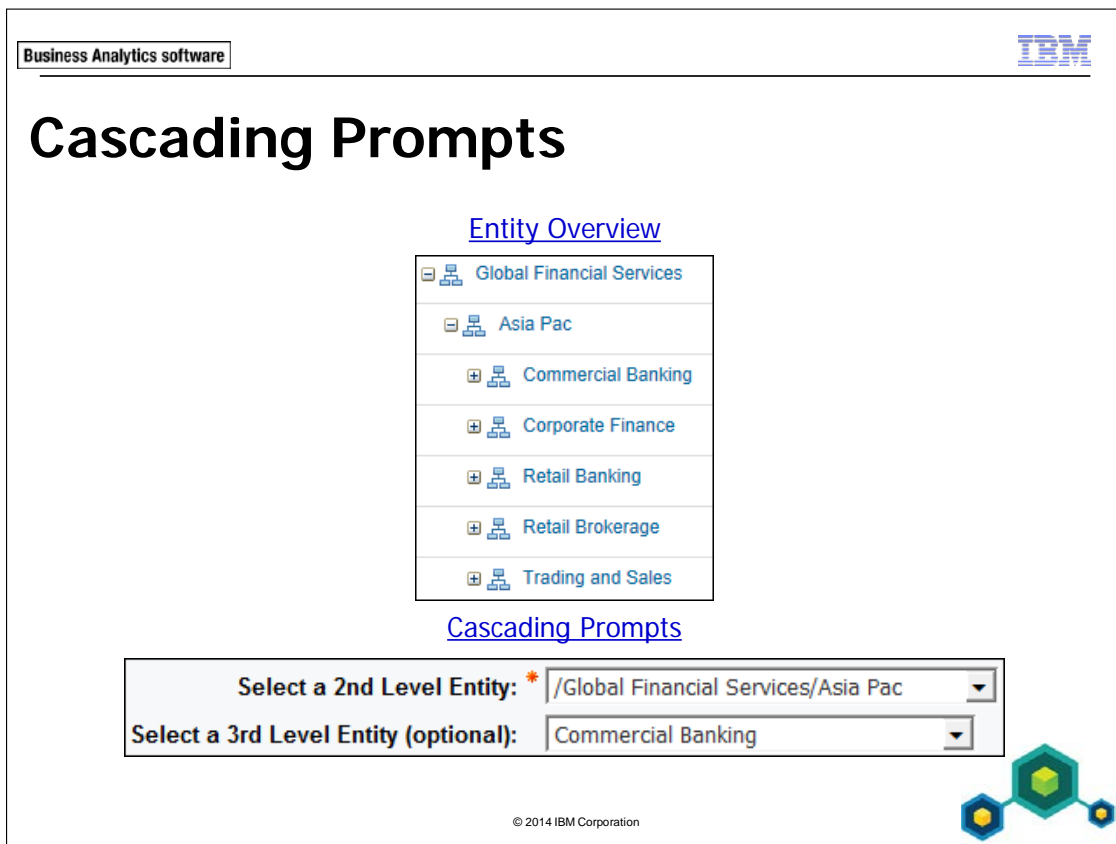 Business Analytics software
IBM
Cascading Prompts
Entity Overview
Global Financial Services
Asia Pac
Commercial Banking
Corporate Finance
Retail Banking
Retail Brokerage
Trading and Sales
Cascading Prompts
Select a 2nd Level Entity: * /Global Financial Services/Asia Pac
Select a 3rd Level Entity (optional): Commercial Banking
© 2014 IBM Corporation